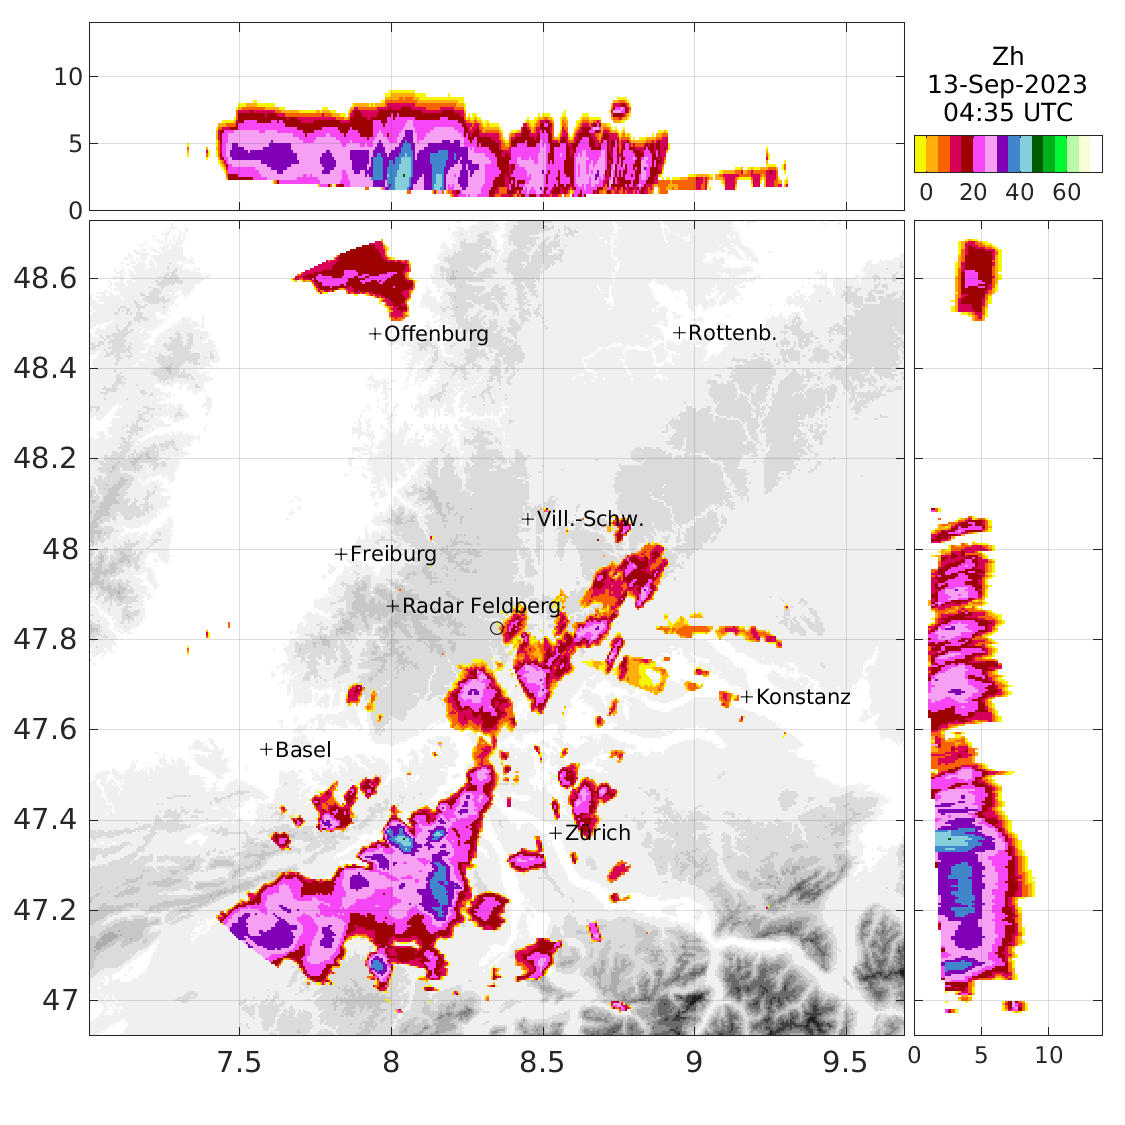 Zh
13-Sep-2023
04:35 UTC
0 20 40 60
10
5
0
48.6
48.4
48.2
48
47.8
47.6
47.4
47.2
47
+Offenburg
+Rottenb.
+Vill.-Schw.
+Freiburg
+Radar Feldberg
+Konstanz
+Basel
+Zürich
7.5 8 8.5 9 9.5
0 5 10